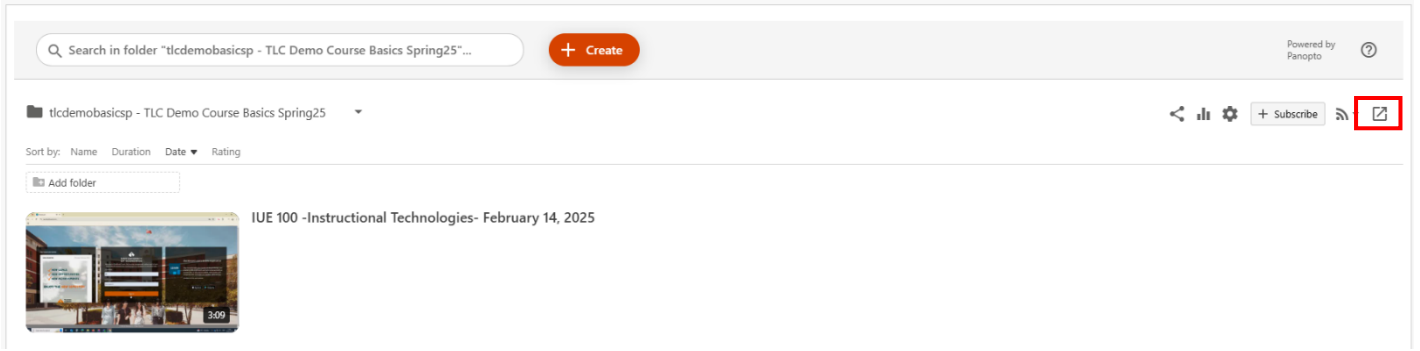 Search in folder "tlcdemobasicsp - TLC Demo Course Basics Spring25"...
+ Create
Powered by
Panopto
tlcdemobasicsp - TLC Demo Course Basics Spring25
+ Subscribe
Sort by: Name Duration Date Rating
Add folder
IUE 100 -Instructional Technologies- February 14, 2025
3:09